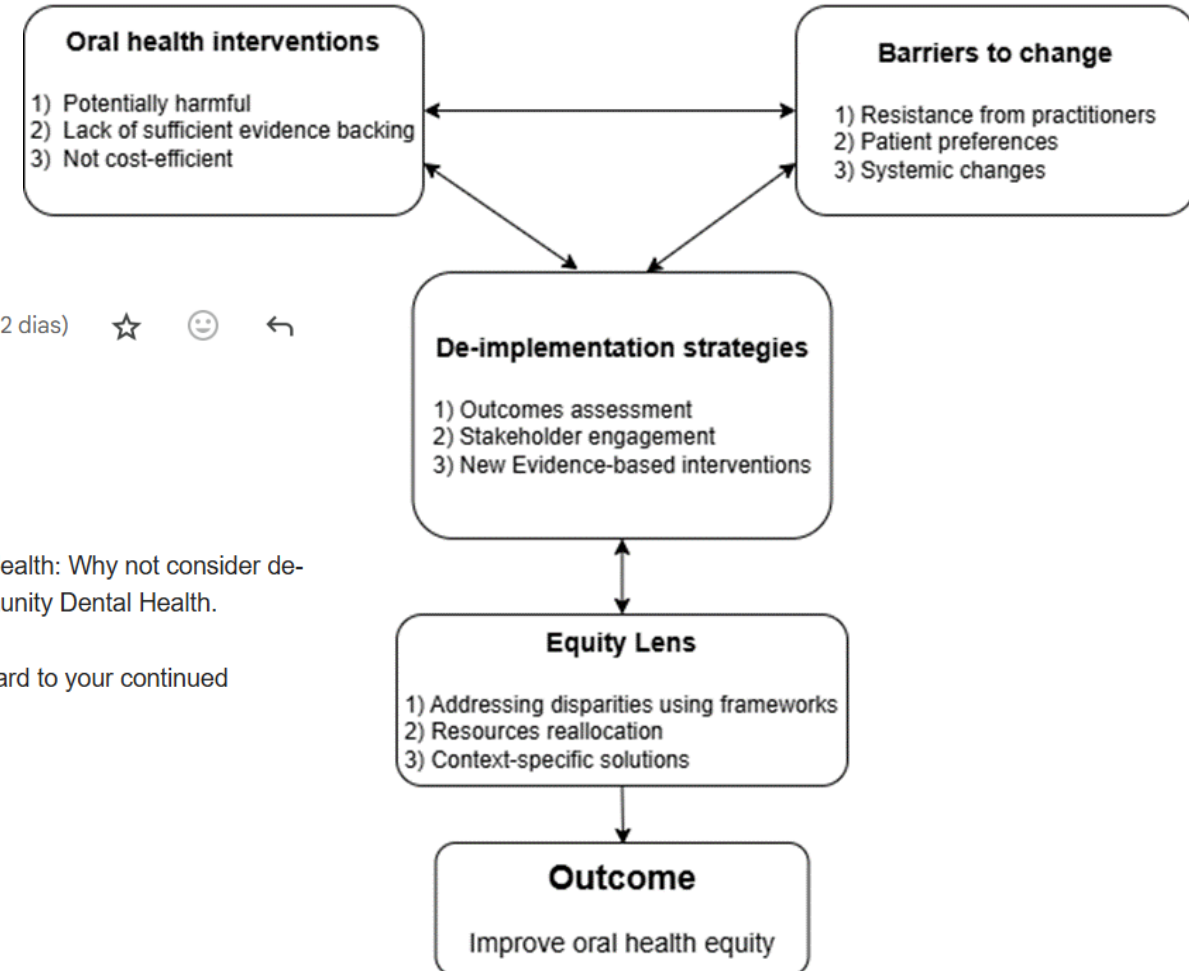 Oral health interventions
1) Potentially harmful
2) Lack of sufficient evidence backing
3) Not cost-efficient
Barriers to change
1) Resistance from practitioners
2) Patient preferences
3) Systemic changes
2 dias)
De-implementation strategies
1) Outcomes assessment
2) Stakeholder engagement
3) New Evidence-based interventions
ealth: Why not consider de-
unity Dental Health.
ard to your continued
Equity Lens
1) Addressing disparities using frameworks
2) Resources reallocation
3) Context-specific solutions
Outcome
Improve oral health equity